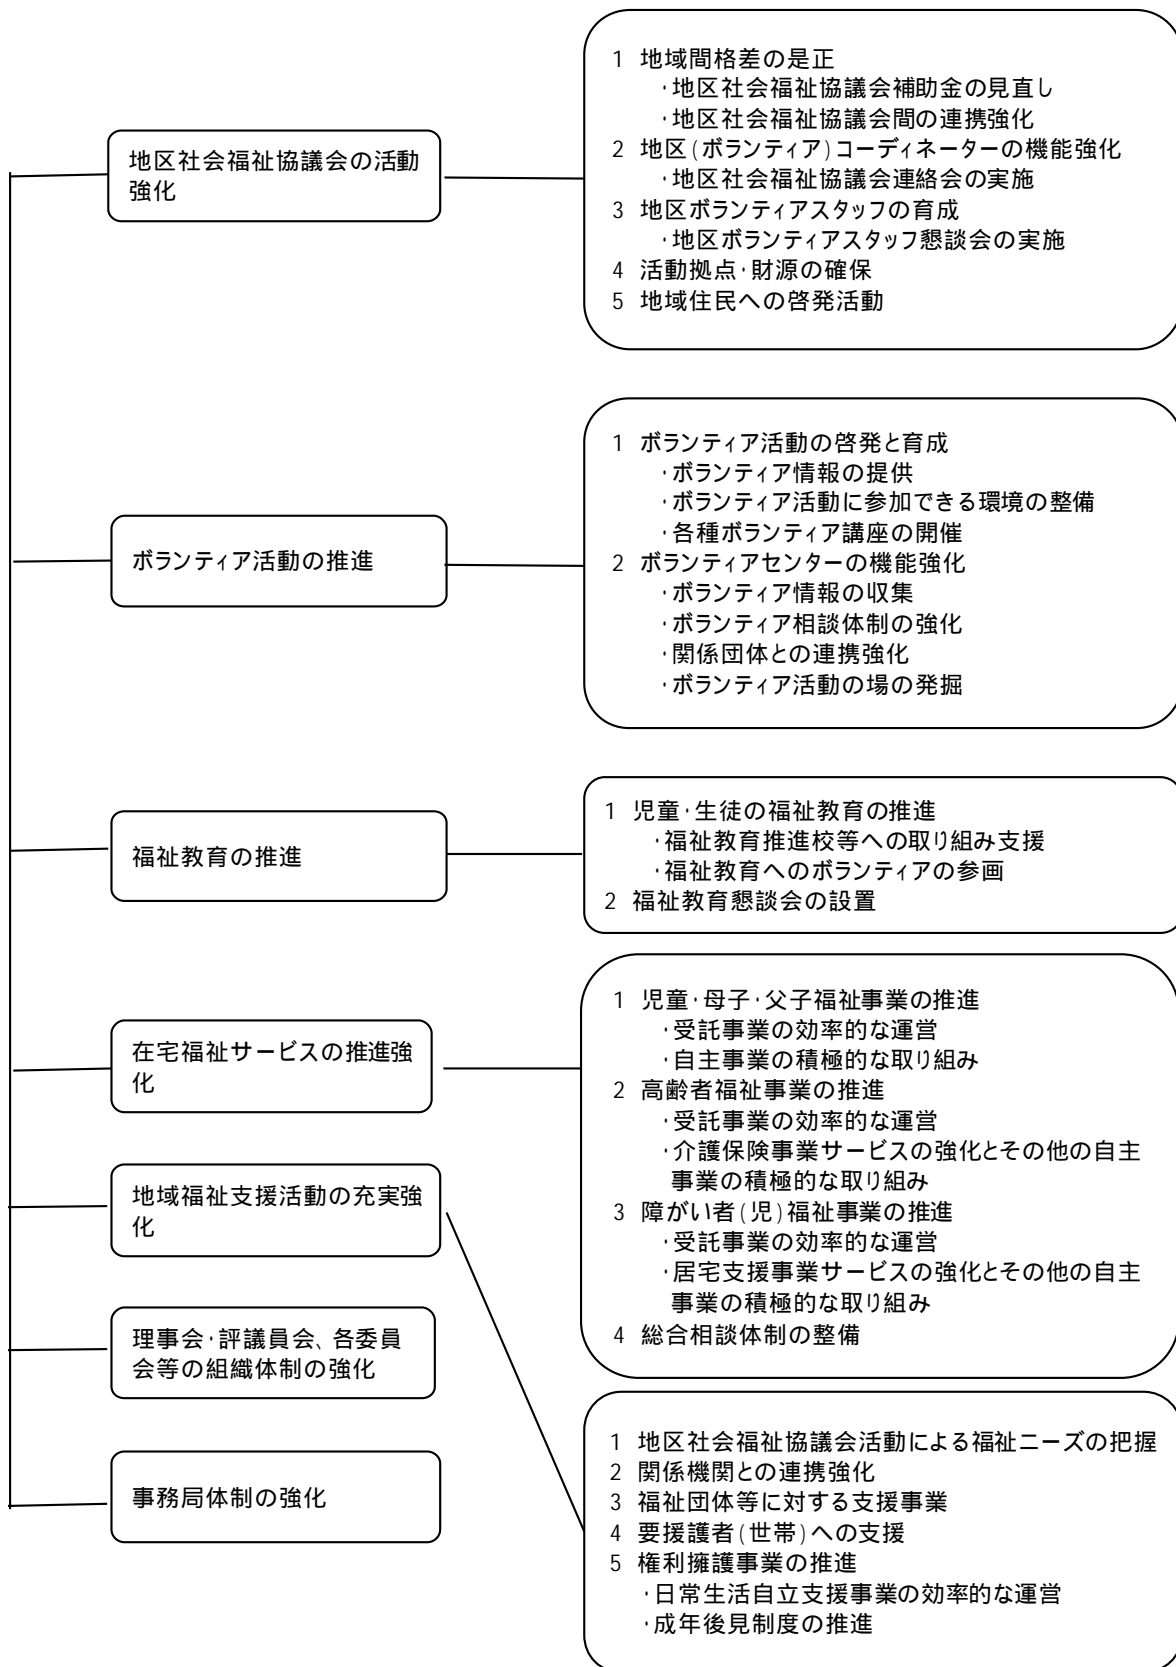 地区社会福祉協議会の活動
強化
1 地域間格差の是正
・地区社会福祉協議会補助金の見直し
・地区社会福祉協議会間の連携強化
2 地区(ボランティア)コーディネーターの機能強化
・地区社会福祉協議会連絡会の実施
3 地区ボランティアスタッフの育成
・地区ボランティアスタッフ懇談会の実施
4 活動拠点・財源の確保
5 地域住民への啓発活動
ボランティア活動の推進
1 ボランティア活動の啓発と育成
・ボランティア情報の提供
・ボランティア活動に参加できる環境の整備
・各種ボランティア講座の開催
2 ボランティアセンターの機能強化
・ボランティア情報の収集
・ボランティア相談体制の強化
・関係団体との連携強化
・ボランティア活動の場の発掘
福祉教育の推進
1 児童・生徒の福祉教育の推進
・福祉教育推進校等への取り組み支援
・福祉教育へのボランティアの参画
2 福祉教育懇談会の設置
在宅福祉サービスの推進強
化
1 児童・母子・父子福祉事業の推進
・受託事業の効率的な運営
・自主事業の積極的な取り組み
2 高齢者福祉事業の推進
・受託事業の効率的な運営
・介護保険事業サービスの強化とその他の自主
事業の積極的な取り組み
3 障がい者(児)福祉事業の推進
・受託事業の効率的な運営
・居宅支援事業サービスの強化とその他の自主
事業の積極的な取り組み
4 総合相談体制の整備
地域福祉支援活動の充実強
化
1 地区社会福祉協議会活動による福祉ニーズの把握
2 関係機関との連携強化
3 福祉団体等に対する支援事業
4 要援護者(世帯)への支援
5 権利擁護事業の推進
・日常生活自立支援事業の効率的な運営
・成年後見制度の推進
理事会・評議員会、各委員
会等の組織体制の強化
事務局体制の強化